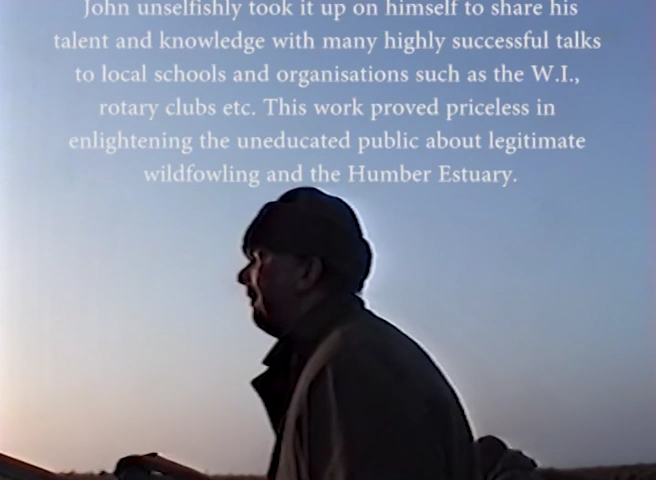 John unselfishly took it up on himself to share his
talent and knowledge with many highly successful talks
to local schools and organisations such as the W.I.,
rotary clubs etc. This work proved priceless in
enlightening the uneducated public about legitimate
wildfowling and the Humber Estuary.